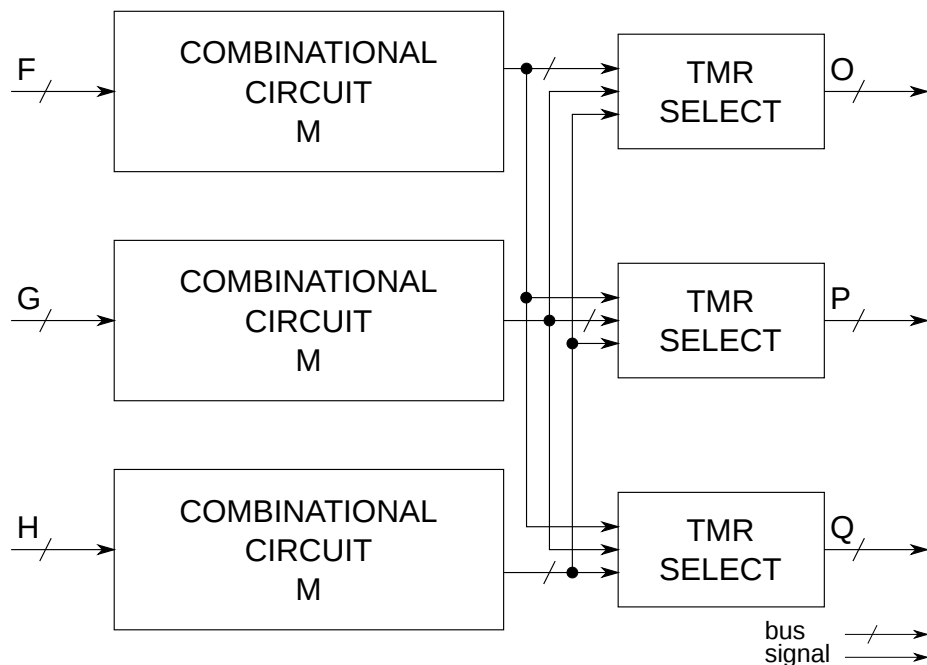 F
COMBINATIONAL
CIRCUIT
M
TMR
SELECT
O
G
COMBINATIONAL
CIRCUIT
M
TMR
SELECT
P
H
COMBINATIONAL
CIRCUIT
M
TMR
SELECT
Q
bus
signal